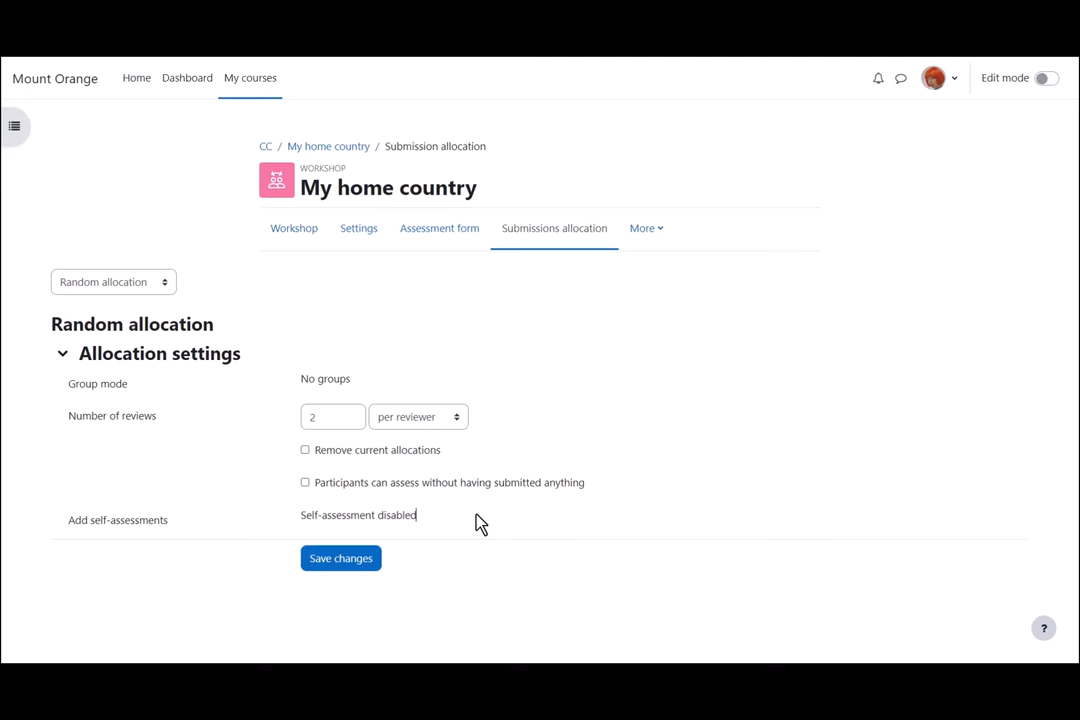 Mount Orange Home Dashboard My courses Edit mode
CC / My home country / Submission allocation
WORKSHOP
My home country
Workshop Settings Assessment form Submissions allocation More
Random allocation
Random allocation
Allocation settings
Group mode No groups
Number of reviews 2 per reviewer
Remove current allocations
Participants can assess without having submitted anything
Add self-assessments Self-assessment disabled
Save changes
?